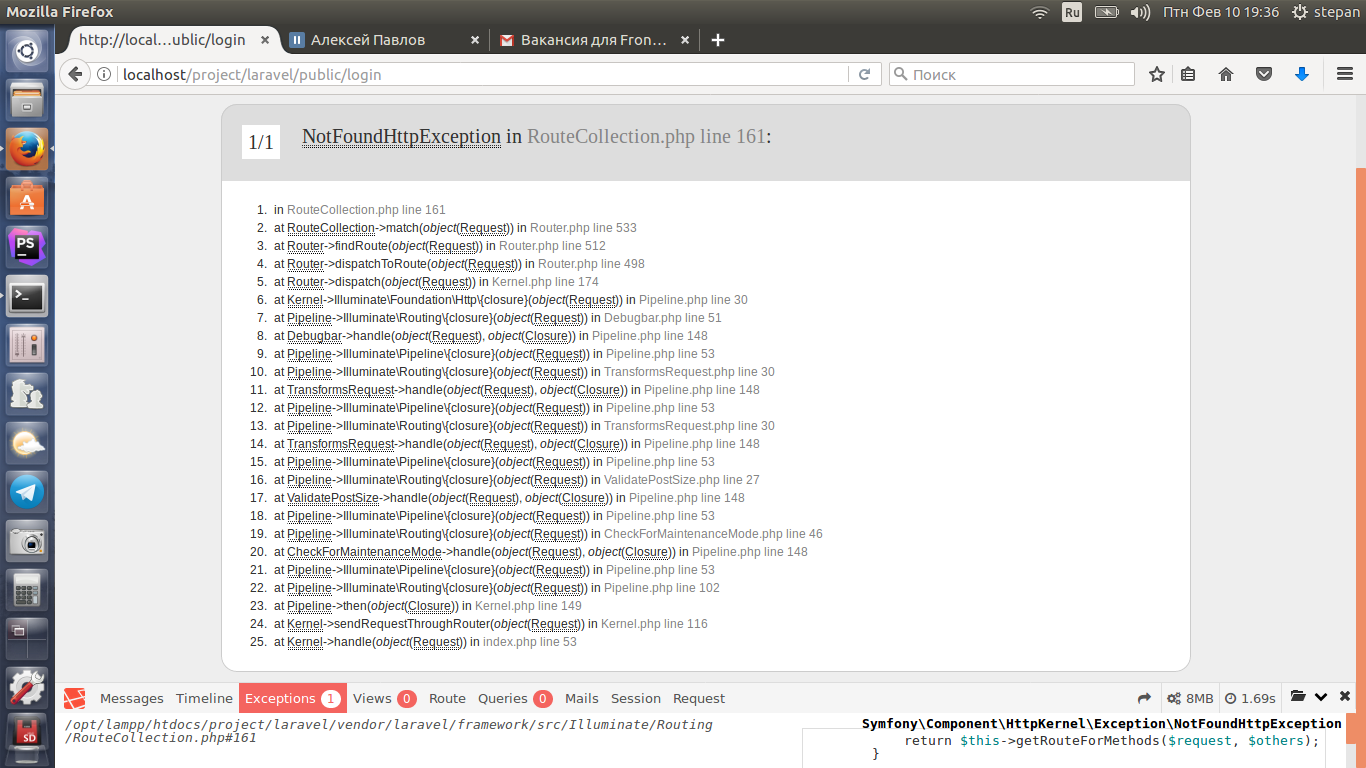 Mozilla Firefox
Ru
Птн Фев 10 19:36
stepan
http://local...ublic/login
Алексей Павлов
Вакансия для Fron...
localhost/project/laravel/public/login
Поиск
1/1
NotFoundHttpException in RouteCollection.php line 161:
1. in RouteCollection.php line 161
2. at RouteCollection->match(object(Request)) in Router.php line 533
3. at Router->findRoute(object(Request)) in Router.php line 512
4. at Router->dispatchToRoute(object(Request)) in Router.php line 498
5. at Router->dispatch(object(Request)) in Kernel.php line 174
6. at Kernel->Illuminate\Foundation\Http\{closure}(object(Request)) in Pipeline.php line 30
7. at Pipeline->Illuminate\Routing\{closure}(object(Request)) in Debugbar.php line 51
8. at Debugbar->handle(object(Request), object(Closure)) in Pipeline.php line 148
9. at Pipeline->Illuminate\Pipeline\{closure}(object(Request)) in Pipeline.php line 53
10. at Pipeline->Illuminate\Routing\{closure}(object(Request)) in TransformsRequest.php line 30
11. at TransformsRequest->handle(object(Request), object(Closure)) in Pipeline.php line 148
12. at Pipeline->Illuminate\Pipeline\{closure}(object(Request)) in Pipeline.php line 53
13. at Pipeline->Illuminate\Routing\{closure}(object(Request)) in TransformsRequest.php line 30
14. at TransformsRequest->handle(object(Request), object(Closure)) in Pipeline.php line 148
15. at Pipeline->Illuminate\Pipeline\{closure}(object(Request)) in Pipeline.php line 53
16. at Pipeline->Illuminate\Routing\{closure}(object(Request)) in ValidatePostSize.php line 27
17. at ValidatePostSize->handle(object(Request), object(Closure)) in Pipeline.php line 148
18. at Pipeline->Illuminate\Pipeline\{closure}(object(Request)) in Pipeline.php line 53
19. at Pipeline->Illuminate\Routing\{closure}(object(Request)) in CheckForMaintenanceMode.php line 46
20. at CheckForMaintenanceMode->handle(object(Request), object(Closure)) in Pipeline.php line 148
21. at Pipeline->Illuminate\Pipeline\{closure}(object(Request)) in Pipeline.php line 53
22. at Pipeline->Illuminate\Routing\{closure}(object(Request)) in Pipeline.php line 102
23. at Pipeline->then(object(Closure)) in Kernel.php line 149
24. at Kernel->sendRequestThroughRouter(object(Request)) in Kernel.php line 116
25. at Kernel->handle(object(Request)) in index.php line 53
PS
SD
Messages Timeline Exceptions 1 Views 0 Route Queries 0 Mails Session Request 8MB 1.69s
/opt/lampp/htdocs/project/laravel/vendor/laravel/framework/src/Illuminate/Routing
/RouteCollection.php#161
Symfony\Component\HttpKernel\Exception\NotFoundHttpException
return $this->getRouteForMethods($request, $others);
}